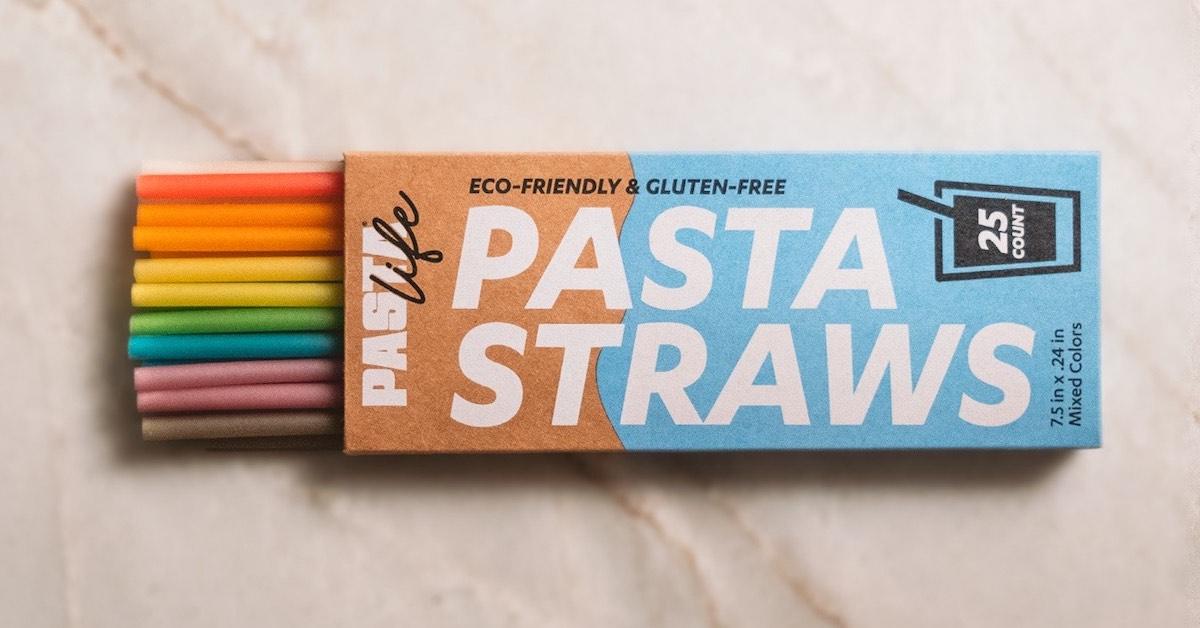 PASTA
life
ECO-FRIENDLY & GLUTEN-FREE
PASTA
STRAWS
25
COUNT
7.5 in x .24 in
Mixed Colors